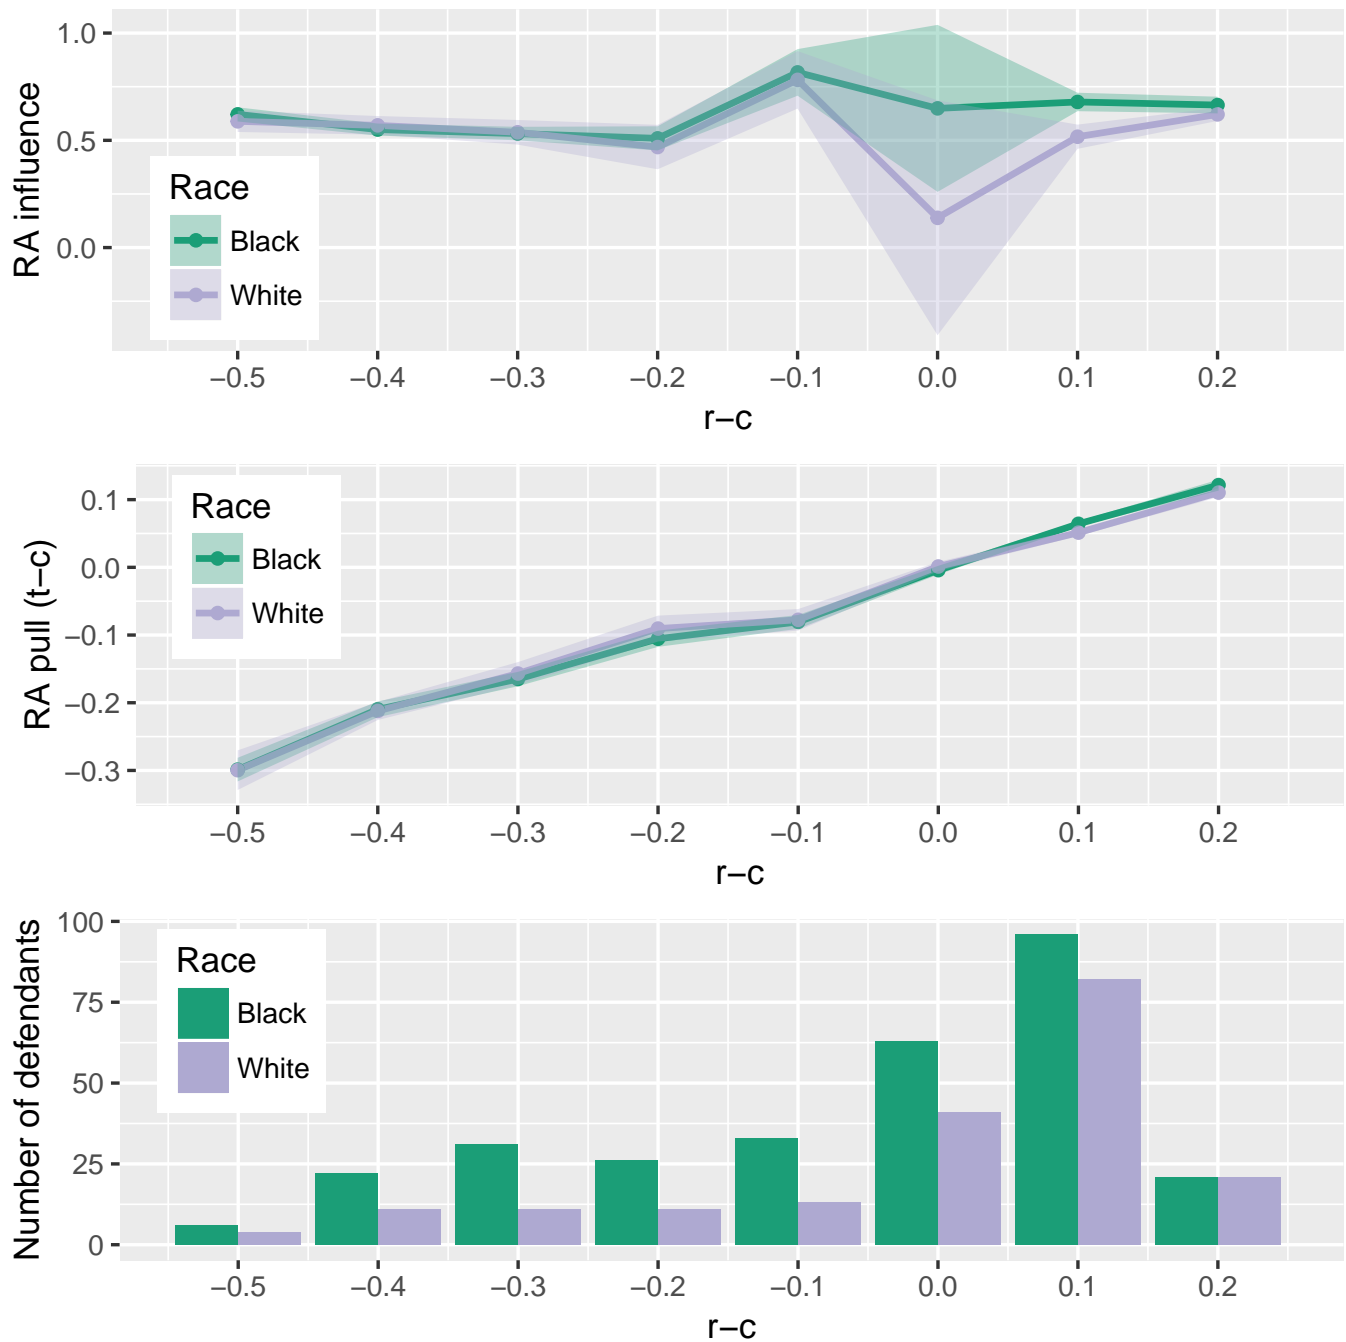 1.0
0.5
0.0
RA influence
Race
Black
White
−0.5 −0.4 −0.3 −0.2 −0.1 0.0 0.1 0.2
r−c
0.1
0.0
−0.1
−0.2
−0.3
RA pull (t−c)
Race
Black
White
−0.5 −0.4 −0.3 −0.2 −0.1 0.0 0.1 0.2
r−c
100
75
50
25
0
Number of defendants
Race
Black
White
−0.5 −0.4 −0.3 −0.2 −0.1 0.0 0.1 0.2
r−c